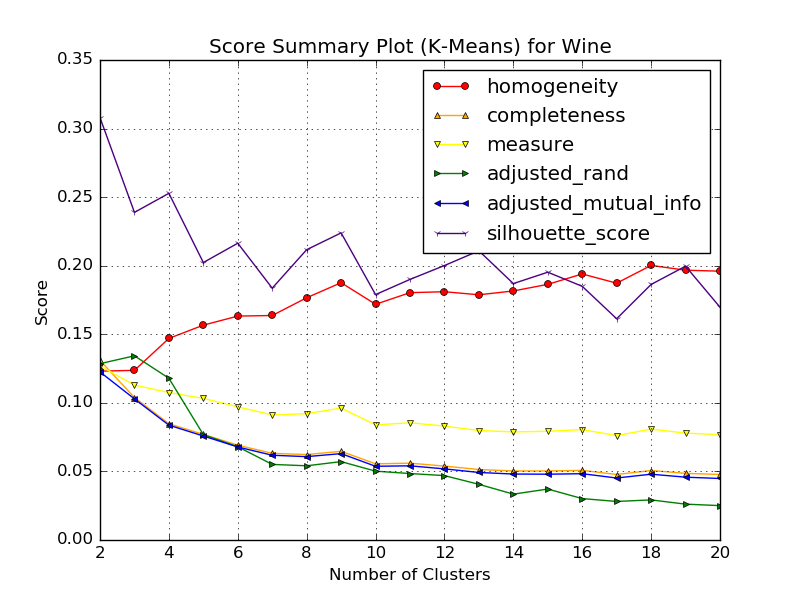 Score Summary Plot (K-Means) for Wine
0.35
0.30
0.25
0.20
0.15
0.10
0.05
0.00
Score
homogeneity
completeness
measure
adjusted_rand
adjusted_mutual_info
silhouette_score
2 4 6 8 10 12 14 16 18 20
Number of Clusters